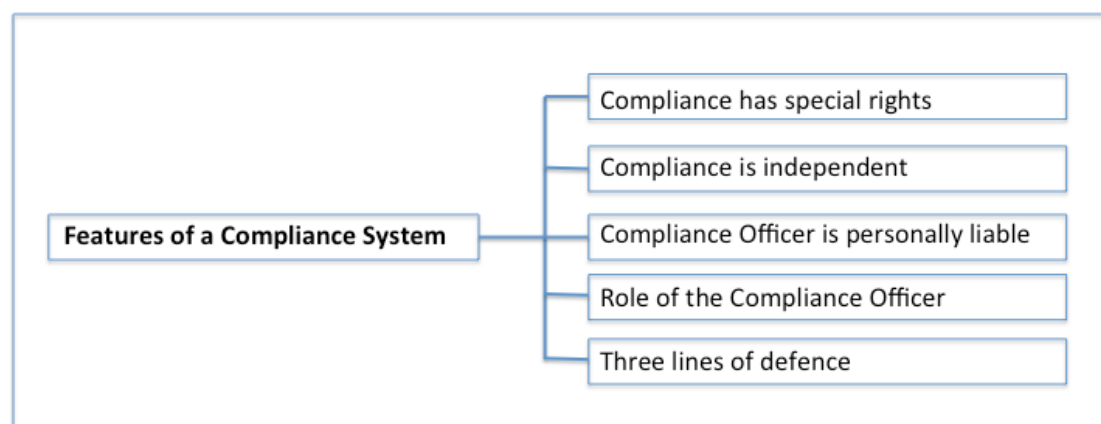 Features of a Compliance System
Compliance has special rights
Compliance is independent
Compliance Officer is personally liable
Role of the Compliance Officer
Three lines of defence